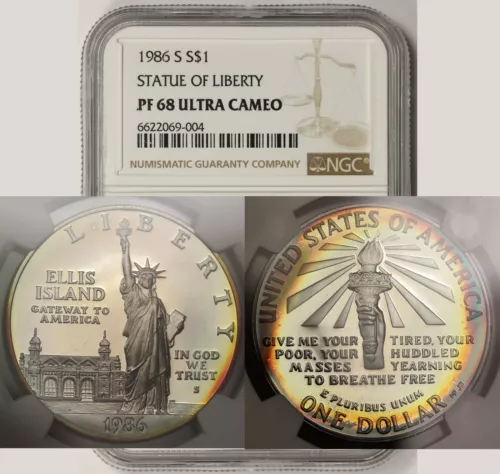 1986 S S$1
STATUE OF LIBERTY
PF 68 ULTRA CAMEO
6622069-004
NUMISMATIC GUARANTY COMPANY
NGC
LIBERTY
ELLIS
ISLAND
GATEWAY TO
AMERICA
IN GOD
WE
TRUST
S
1986
UNITED STATES OF AMERICA
GIVE ME YOUR TIRED, YOUR
POOR, YOUR HUDDLED
MASSES YEARNING
TO BREATHE FREE
E PLURIBUS UNUM
ONE DOLLAR